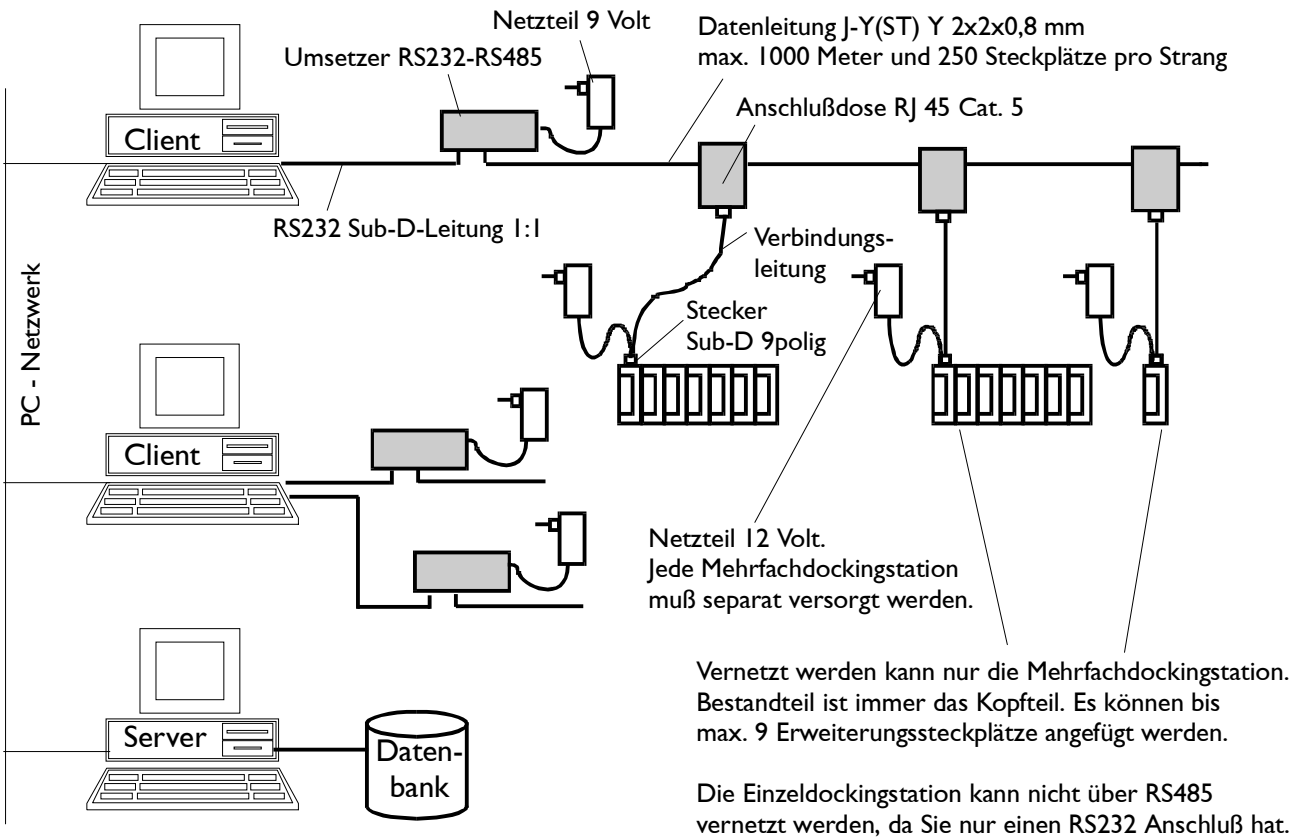 Netzteil 9 Volt
Umsetzer RS232-RS485
Datenleitung J-Y(ST) Y 2x2x0,8 mm
max. 1000 Meter und 250 Steckplätze pro Strang
Anschlußdose RJ 45 Cat. 5
Client
RS232 Sub-D-Leitung 1:1
Verbindungs-
leitung
Stecker
Sub-D 9polig
PC - Netzwerk
Client
Netzteil 12 Volt.
Jede Mehrfachdockingstation
muß separat versorgt werden.
Vernetzt werden kann nur die Mehrfachdockingstation.
Bestandteil ist immer das Kopfteil. Es können bis
max. 9 Erweiterungssteckplätze angefügt werden.
Server
Daten-
bank
Die Einzeldockingstation kann nicht über RS485
vernetzt werden, da Sie nur einen RS232 Anschluß hat.